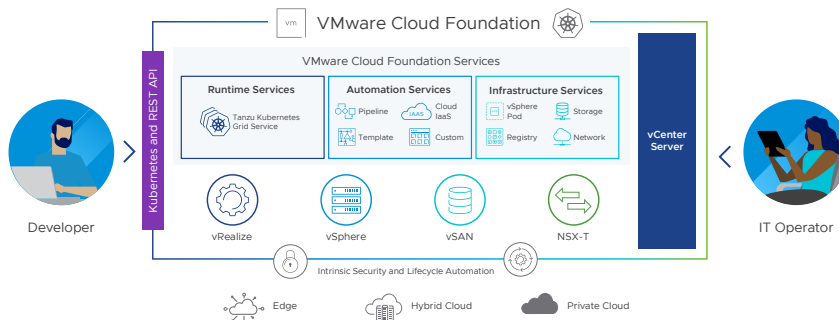 vm
VMware Cloud Foundation
VMware Cloud Foundation Services
Kubernetes and REST API
Runtime Services
Tanzu Kubernetes
Grid Service
Automation Services
Pipeline
IAAS
Cloud
IaaS
Template
Custom
Infrastructure Services
vSphere
Pod
Storage
Registry
Network
vCenter
Server
Developer
IT Operator
vRealize
vSphere
vSAN
NSX-T
Intrinsic Security and Lifecycle Automation
Edge
Hybrid Cloud
Private Cloud